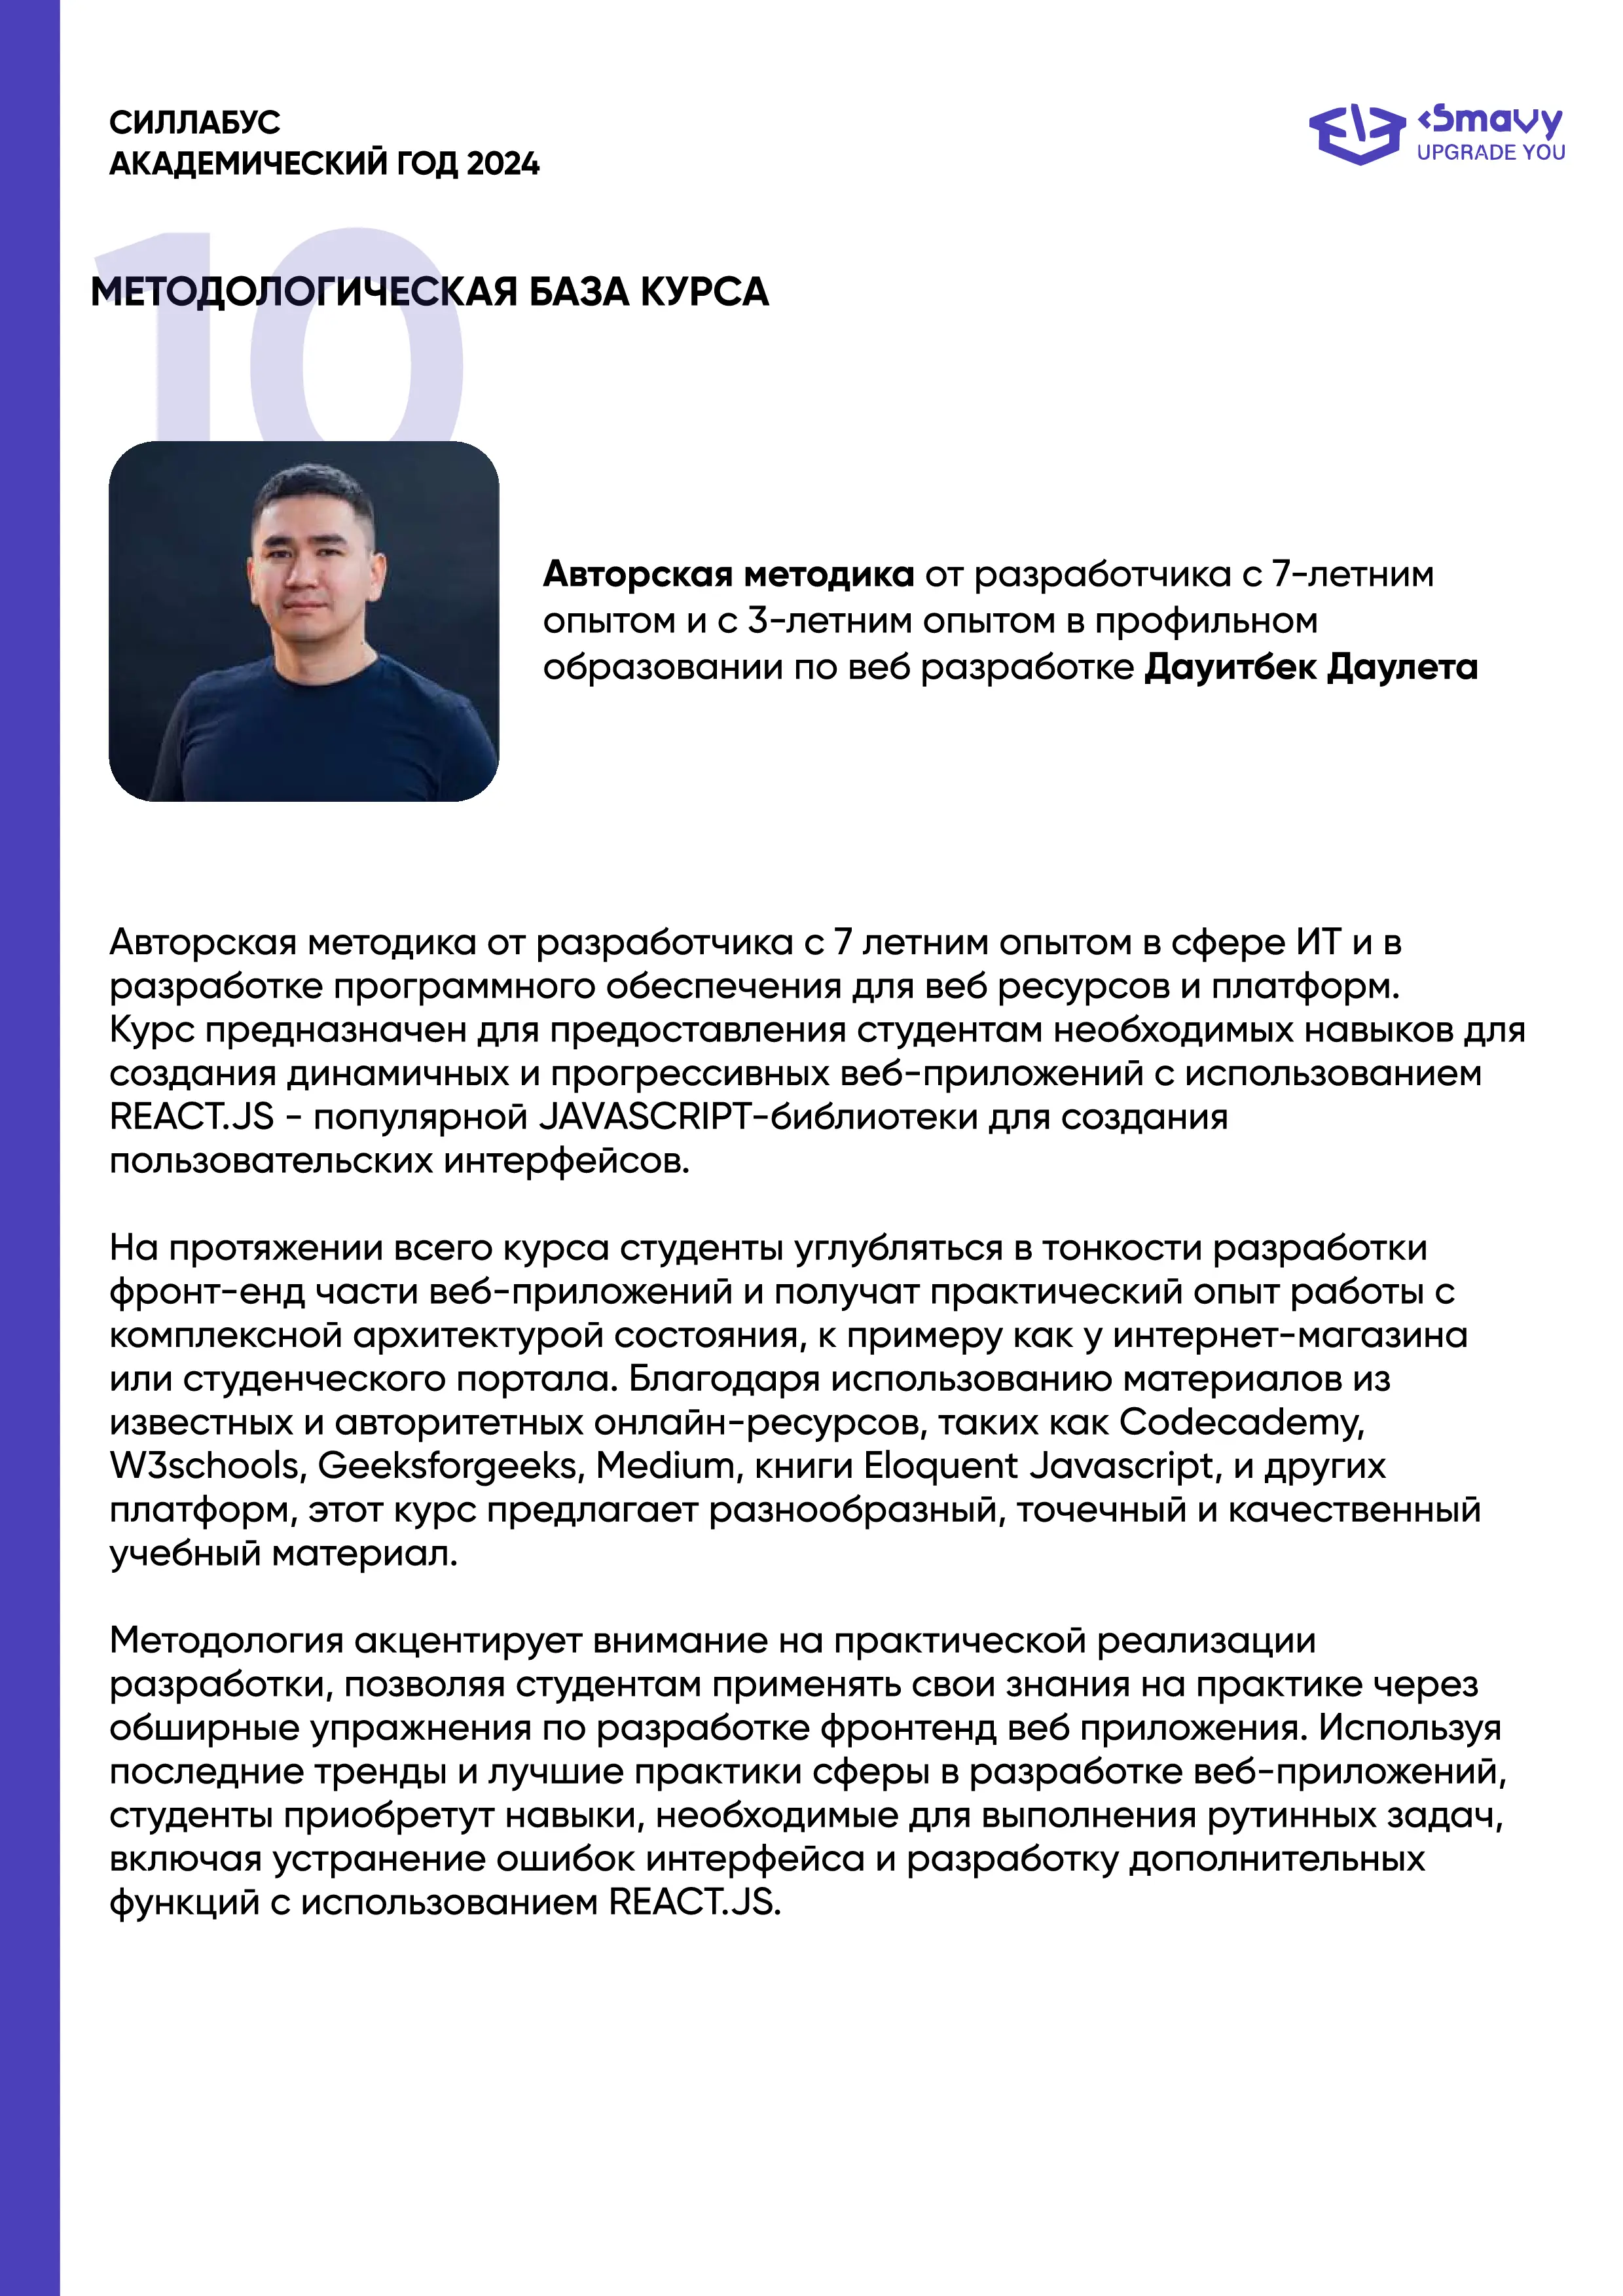 СИЛЛАБУС
АКАДЕМИЧЕСКИЙ ГОД 2024
‹Smavy
UPGRADE YOU
10
МЕТОДОЛОГИЧЕСКАЯ БАЗА КУРСА
Авторская методика от разработчика с 7-летним
опытом и с 3-летним опытом в профильном
образовании по веб разработке Дауитбек Даулета
Авторская методика от разработчика с 7 летним опытом в сфере ИТ и в
разработке программного обеспечения для веб ресурсов и платформ.
Курс предназначен для предоставления студентам необходимых навыков для
создания динамичных и прогрессивных веб-приложений с использованием
REACT.JS - популярной JAVASCRIPT-библиотеки для создания
пользовательских интерфейсов.
На протяжении всего курса студенты углубляться в тонкости разработки
фронт-енд части веб-приложений и получат практический опыт работы с
комплексной архитектурой состояния, к примеру как у интернет-магазина
или студенческого портала. Благодаря использованию материалов из
известных и авторитетных онлайн-ресурсов, таких как Codecademy,
W3schools, Geeksforgeeks, Medium, книги Eloquent Javascript, и других
платформ, этот курс предлагает разнообразный, точечный и качественный
учебный материал.
Методология акцентирует внимание на практической реализации
разработки, позволяя студентам применять свои знания на практике через
обширные упражнения по разработке фронтенд веб приложения. Используя
последние тренды и лучшие практики сферы в разработке веб-приложений,
студенты приобретут навыки, необходимые для выполнения рутинных задач,
включая устранение ошибок интерфейса и разработку дополнительных
функций с использованием REACT.JS.